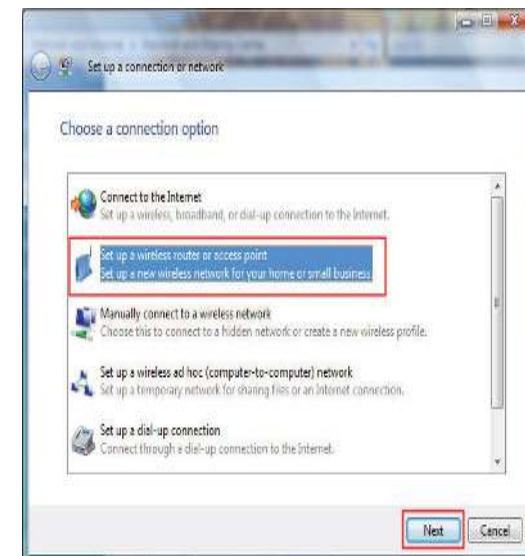 Set up a connection or network
Choose a connection option
Connect to the Internet
Set up a wireless, broadband, or dial-up connection to the Internet.
Set up a wireless router or access point
Set up a new wireless network for your home or small business.
Manually connect to a wireless network
Choose this to connect to a hidden network or create a new wireless profile.
Set up a wireless ad hoc (computer-to-computer) network
Set up a temporary network for sharing files or an Internet connection.
Set up a dial-up connection
Connect through a dial-up connection to the Internet.
Next
Cancel